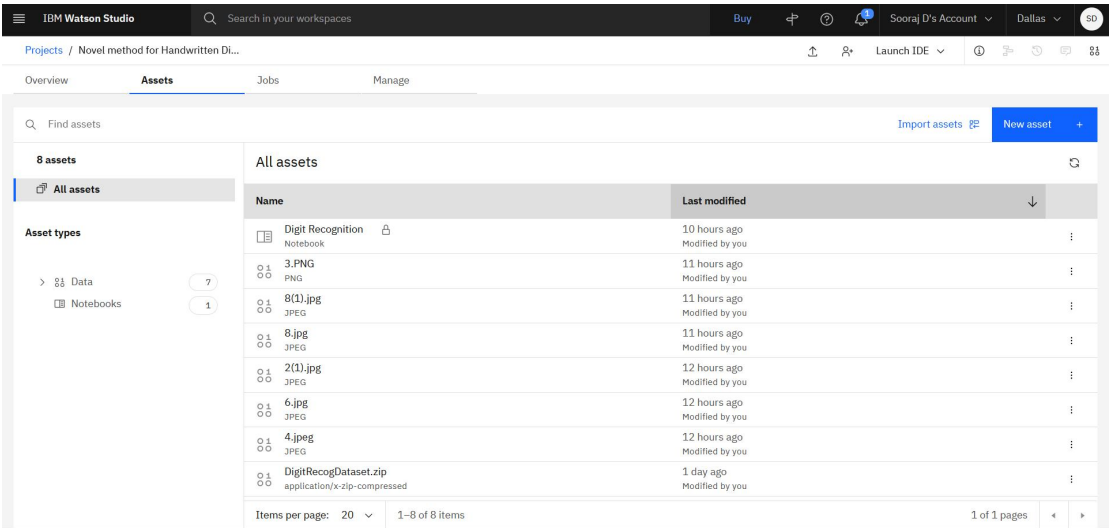 IBM Watson Studio
Search in your workspaces
Buy
1
Sooraj D's Account
Dallas
SD
Projects / Novel method for Handwritten Di...
Launch IDE
Overview
Assets
Jobs
Manage
Find assets
Import assets
New asset +
8 assets
All assets
Asset types
Data 7
Notebooks 1
All assets
Name Last modified
Digit Recognition 10 hours ago
Notebook Modified by you
3.PNG 11 hours ago
PNG Modified by you
8(1).jpg 11 hours ago
JPEG Modified by you
8.jpg 11 hours ago
JPEG Modified by you
2(1).jpg 12 hours ago
JPEG Modified by you
6.jpg 12 hours ago
JPEG Modified by you
4.jpeg 12 hours ago
JPEG Modified by you
DigitRecogDataset.zip 1 day ago
application/x-zip-compressed Modified by you
Items per page: 20 1–8 of 8 items 1 of 1 pages